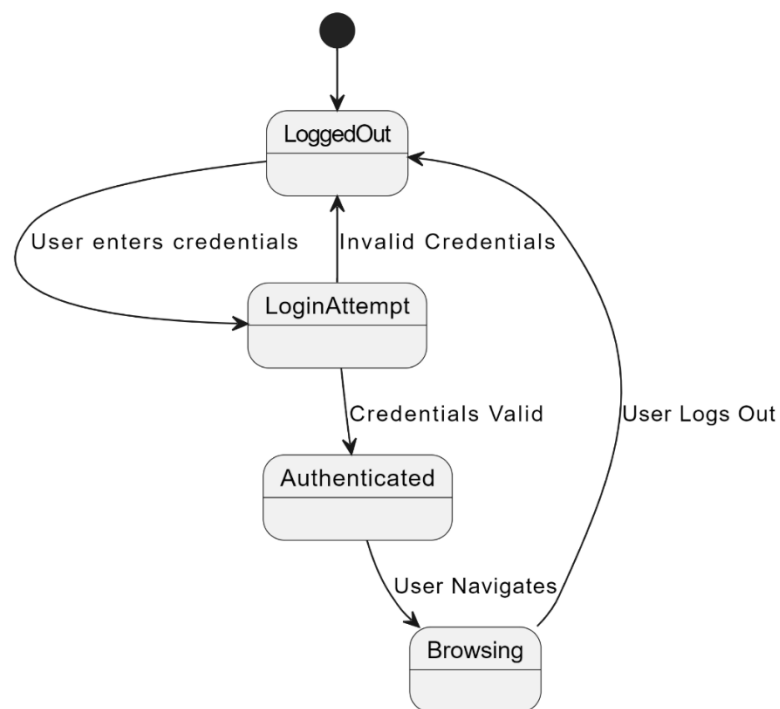 LoggedOut
User enters credentials
Invalid Credentials
LoginAttempt
Credentials Valid
User Logs Out
Authenticated
User Navigates
Browsing